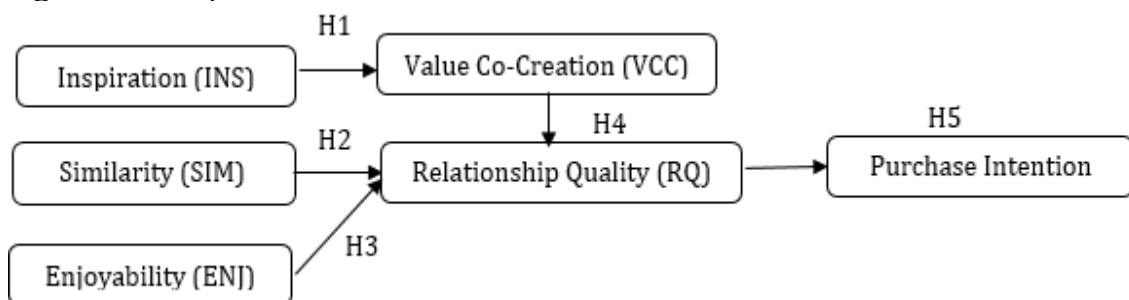 H1
Inspiration (INS)
Value Co-Creation (VCC)
H2
H4
H5
Similarity (SIM)
Relationship Quality (RQ)
Purchase Intention
H3
Enjoyability (ENJ)